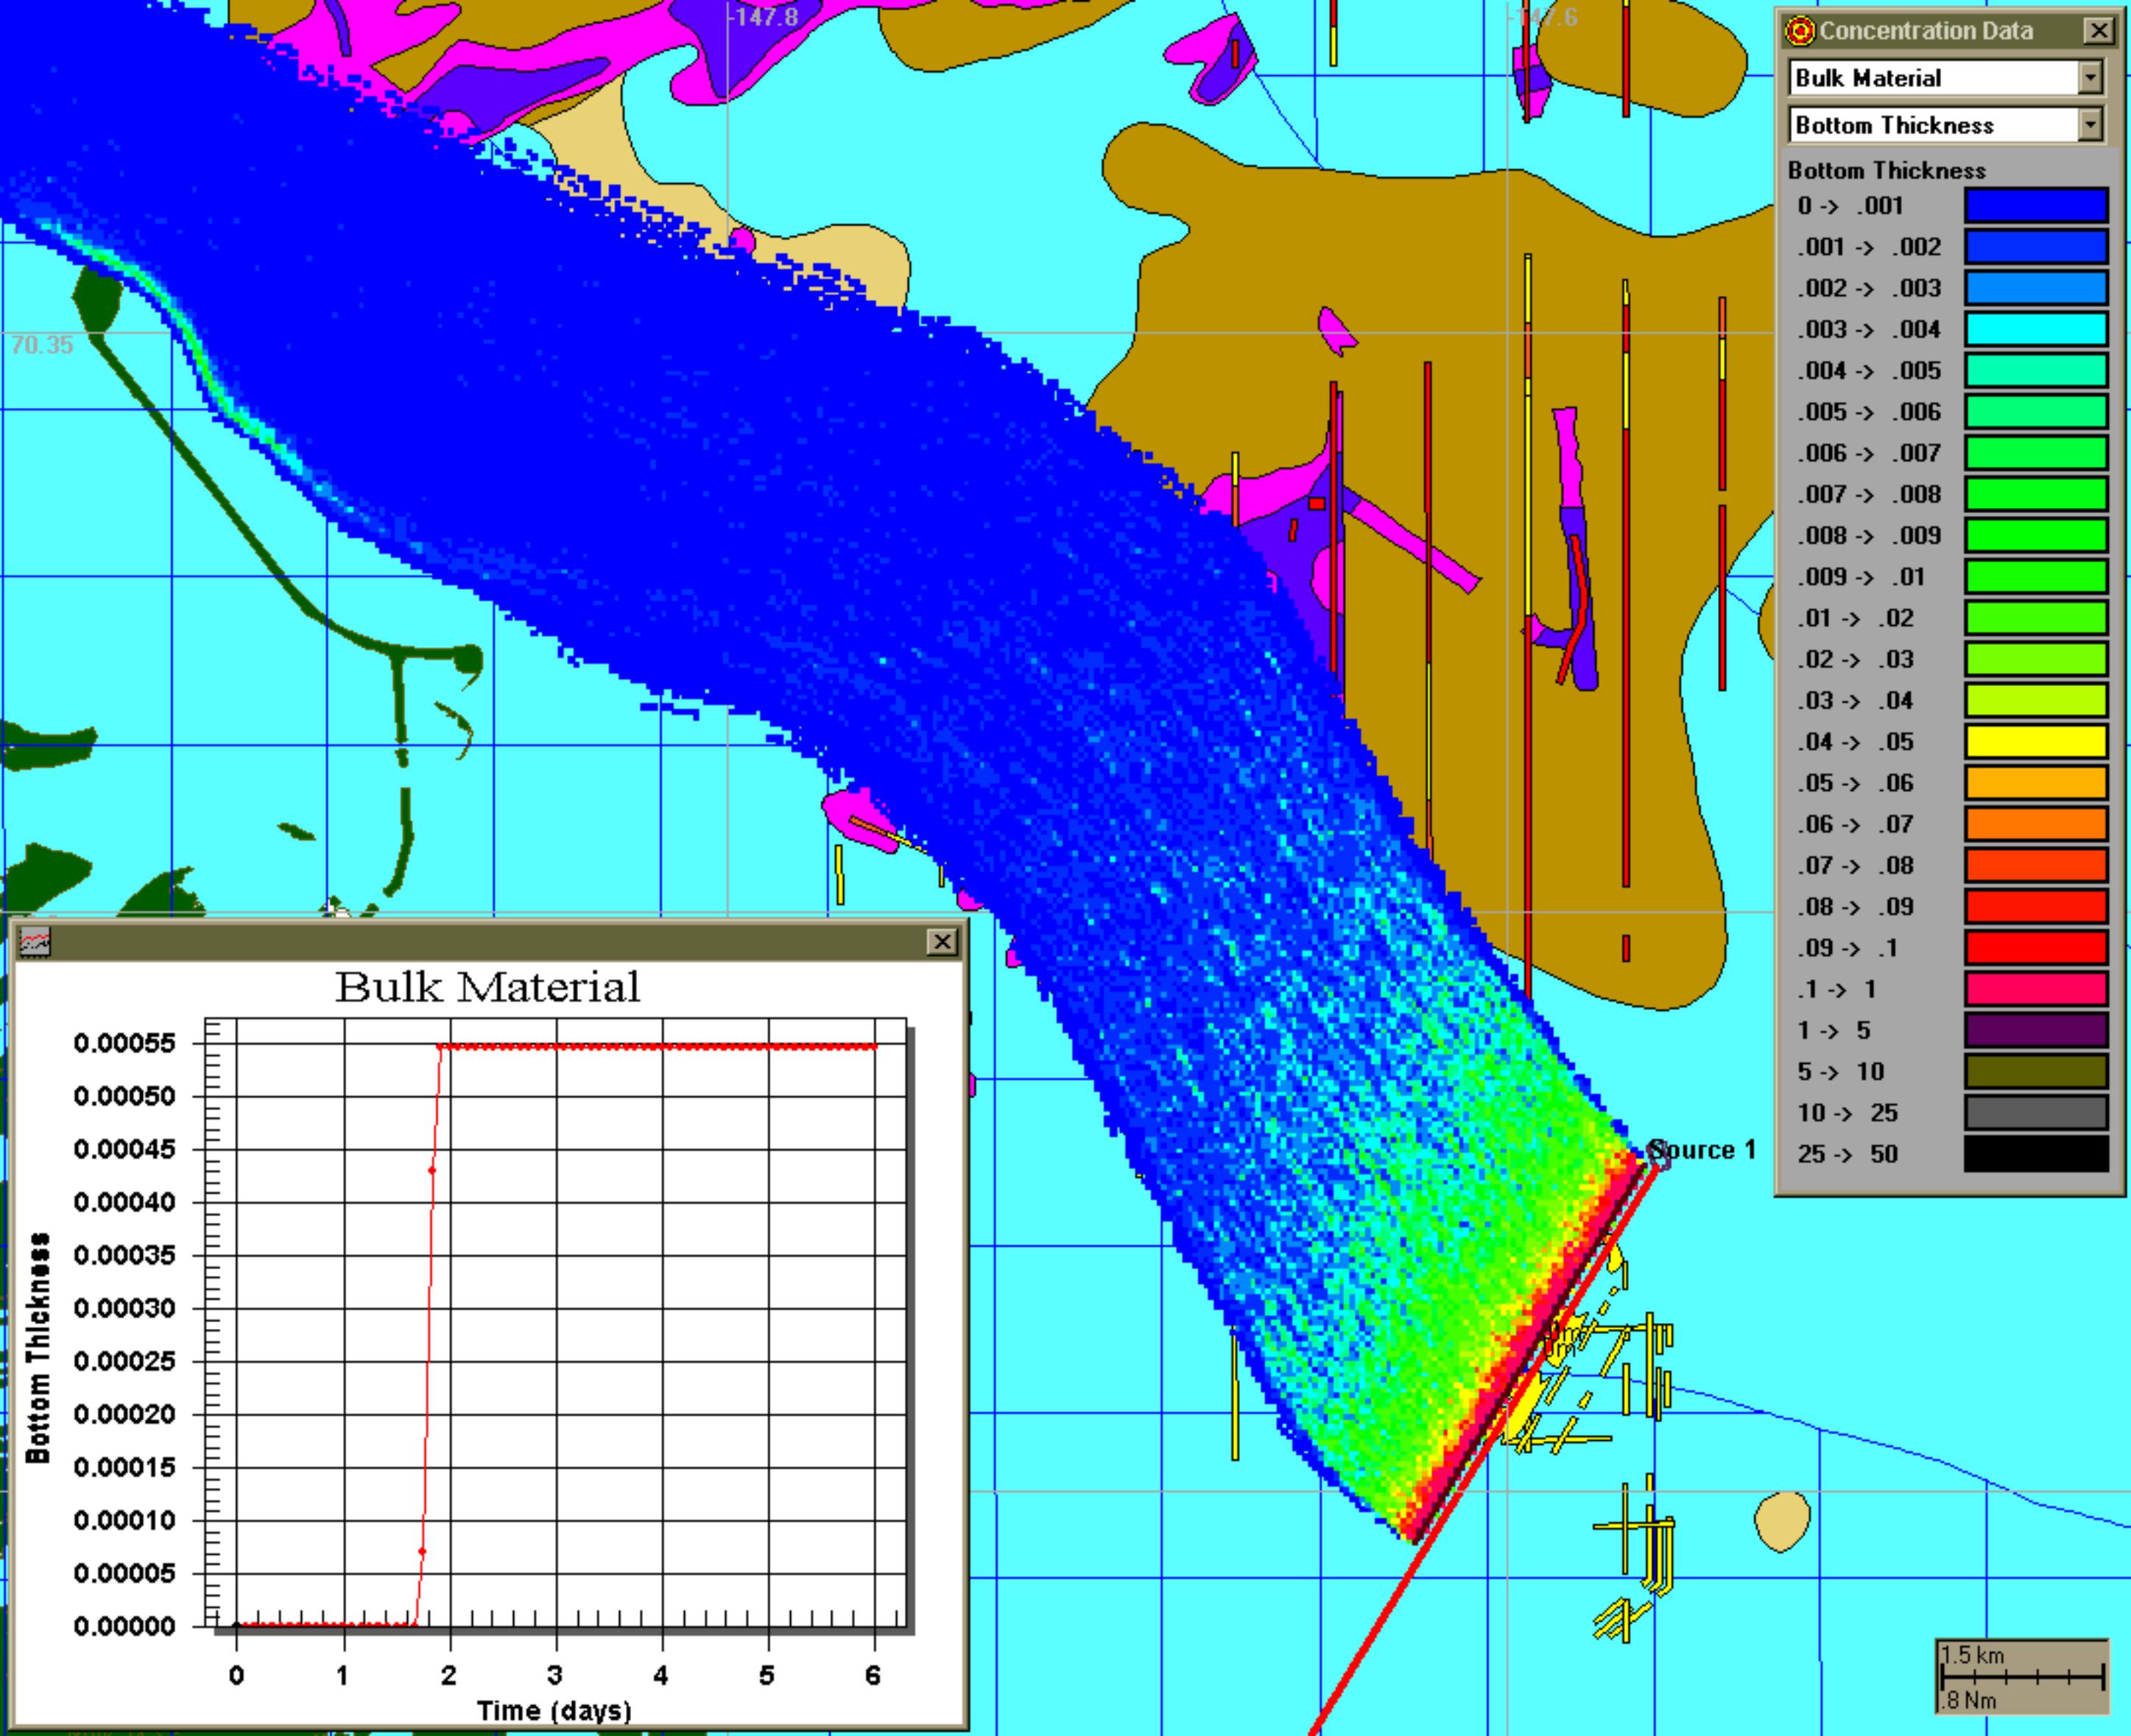 -147.8
-147.6
70.35
Source 1
0m
1.5 km
.8 Nm
Concentration Data
Bulk Material
Bottom Thickness
Bottom Thickness
0 -> .001
.001 -> .002
.002 -> .003
.003 -> .004
.004 -> .005
.005 -> .006
.006 -> .007
.007 -> .008
.008 -> .009
.009 -> .01
.01 -> .02
.02 -> .03
.03 -> .04
.04 -> .05
.05 -> .06
.06 -> .07
.07 -> .08
.08 -> .09
.09 -> .1
.1 -> 1
1 -> 5
5 -> 10
10 -> 25
25 -> 50
Bulk Material
Bottom Thickness
0.00055
0.00050
0.00045
0.00040
0.00035
0.00030
0.00025
0.00020
0.00015
0.00010
0.00005
0.00000
0 1 2 3 4 5 6
Time (days)